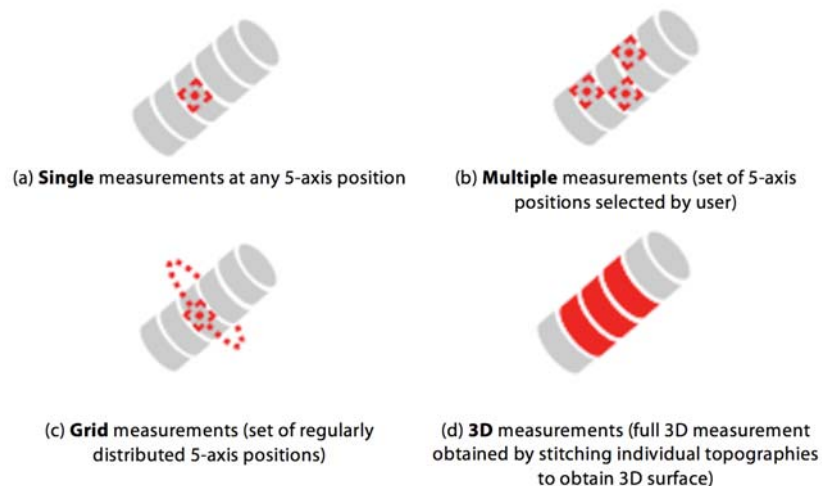 (a) Single measurements at any 5-axis position
(b) Multiple measurements (set of 5-axis
positions selected by user)
(c) Grid measurements (set of regularly
distributed 5-axis positions)
(d) 3D measurements (full 3D measurement
obtained by stitching individual topographies
to obtain 3D surface)